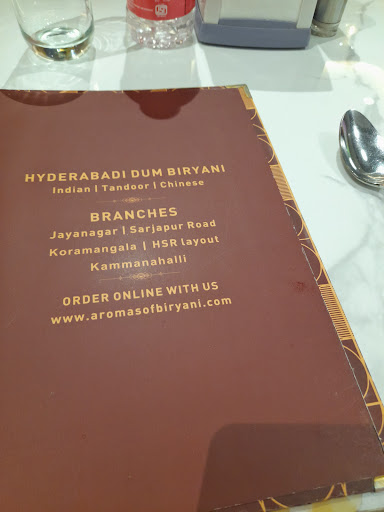 HYDERABADI DUM BIRYANI
Indian | Tandoor | Chinese
BRANCHES
Jayanagar | Sarjapur Road
Koramangala | HSR layout
Kammanahalli
ORDER ONLINE WITH US
www.aromasofbiryani.com